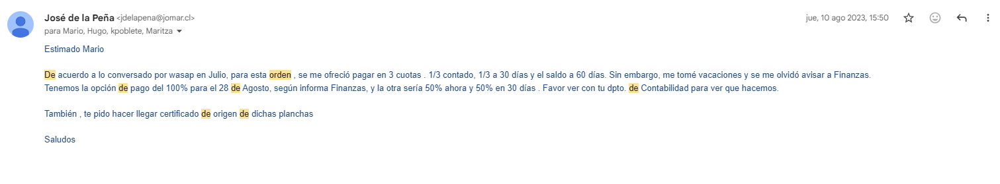 José de la Peña <jdelapena@jomar.cl>
jue, 10 ago 2023, 15:50
para Mario, Hugo, kpoblete, Maritza
Estimado Mario
De acuerdo a lo conversado por wasap en Julio, para esta orden , se me ofreció pagar en 3 cuotas . 1/3 contado, 1/3 a 30 días y el saldo a 60 días. Sin embargo, me tomé vacaciones y se me olvidó avisar a Finanzas.
Tenemos la opción de pago del 100% para el 28 de Agosto, según informa Finanzas, y la otra sería 50% ahora y 50% en 30 días . Favor ver con tu dpto. de Contabilidad para ver que hacemos.
También , te pido hacer llegar certificado de origen de dichas planchas
Saludos